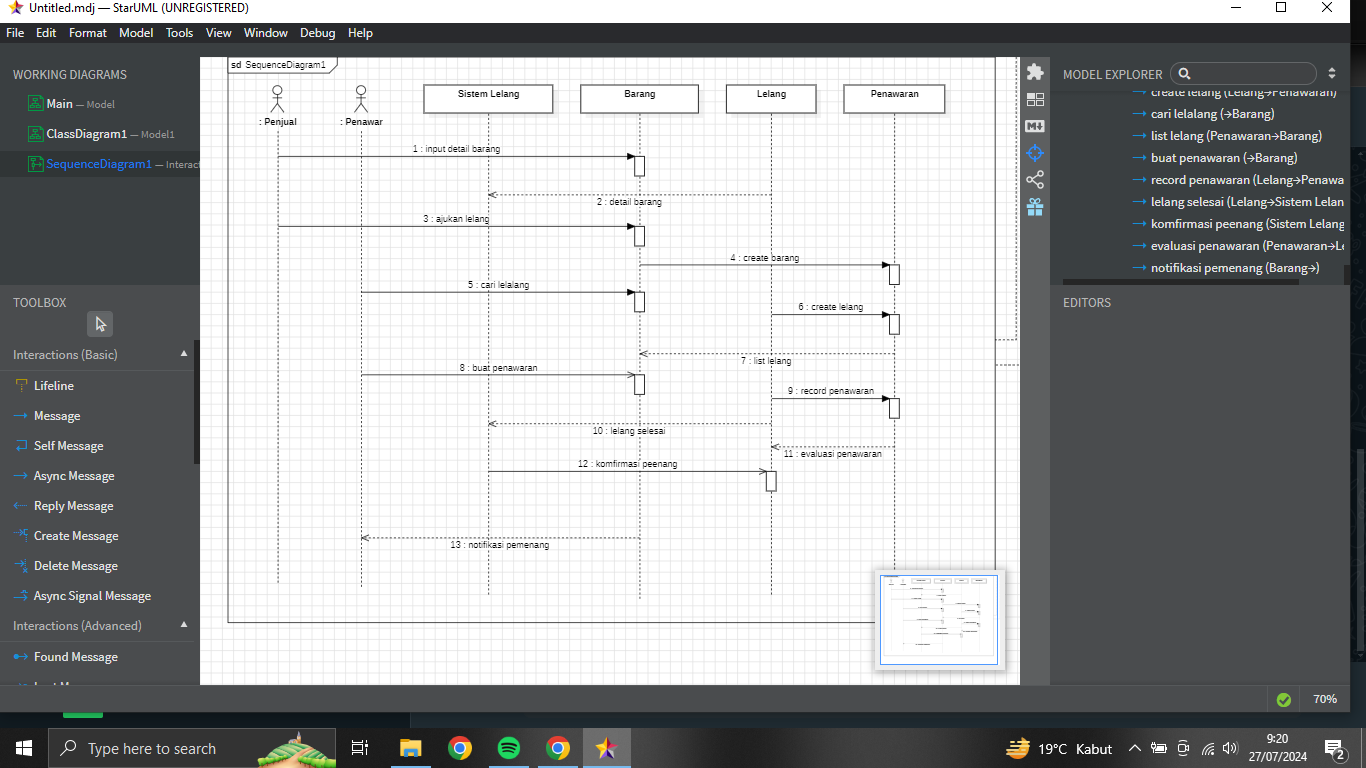 Untitled.mdj — StarUML (UNREGISTERED)
File Edit Format Model Tools View Window Debug Help
WORKING DIAGRAMS
Main — Model
ClassDiagram1 — Model1
SequenceDiagram1 — Interact
TOOLBOX
Interactions (Basic)
Lifeline
Message
Self Message
Async Message
Reply Message
Create Message
Delete Message
Async Signal Message
Interactions (Advanced)
Found Message
sd SequenceDiagram1
: Penjual
: Penawar
Sistem Lelang
Barang
Lelang
Penawaran
1 : input detail barang
2 : detail barang
3 : ajukan lelang
4 : create barang
5 : cari lelalang
6 : create lelang
7 : list lelang
8 : buat penawaran
9 : record penawaran
10 : lelang selesai
11 : evaluasi penawaran
12 : komfirmasi peenang
13 : notifikasi pemenang
MODEL EXPLORER
create lelang (Lelang→Penawaran)
cari lelalang (→Barang)
list lelang (Penawaran→Barang)
buat penawaran (→Barang)
record penawaran (Lelang→Penawa
lelang selesai (Lelang→Sistem Lelan
komfirmasi peenang (Sistem Lelang
evaluasi penawaran (Penawaran→Le
notifikasi pemenang (Barang→)
EDITORS
70%
Type here to search
19°C Kabut
9:20
27/07/2024
2